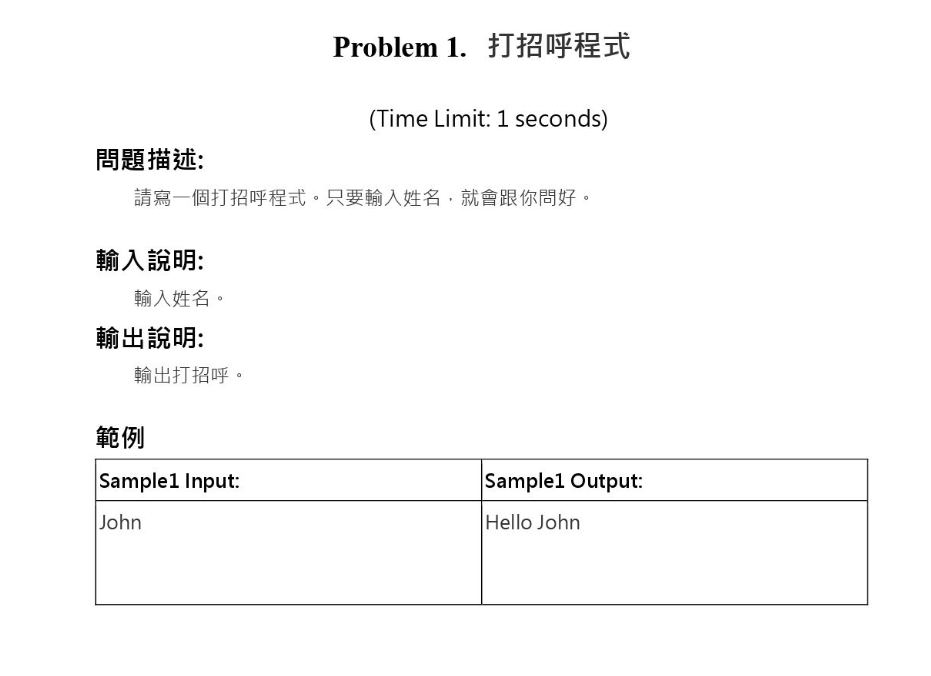 Problem 1. 打招呼程式
(Time Limit: 1 seconds)
問題描述:
請寫一個打招呼程式。只要輸入姓名，就會跟你問好。
輸入說明:
輸入姓名。
輸出說明:
輸出打招呼。
範例
Sample1 Input: Sample1 Output:
John Hello John